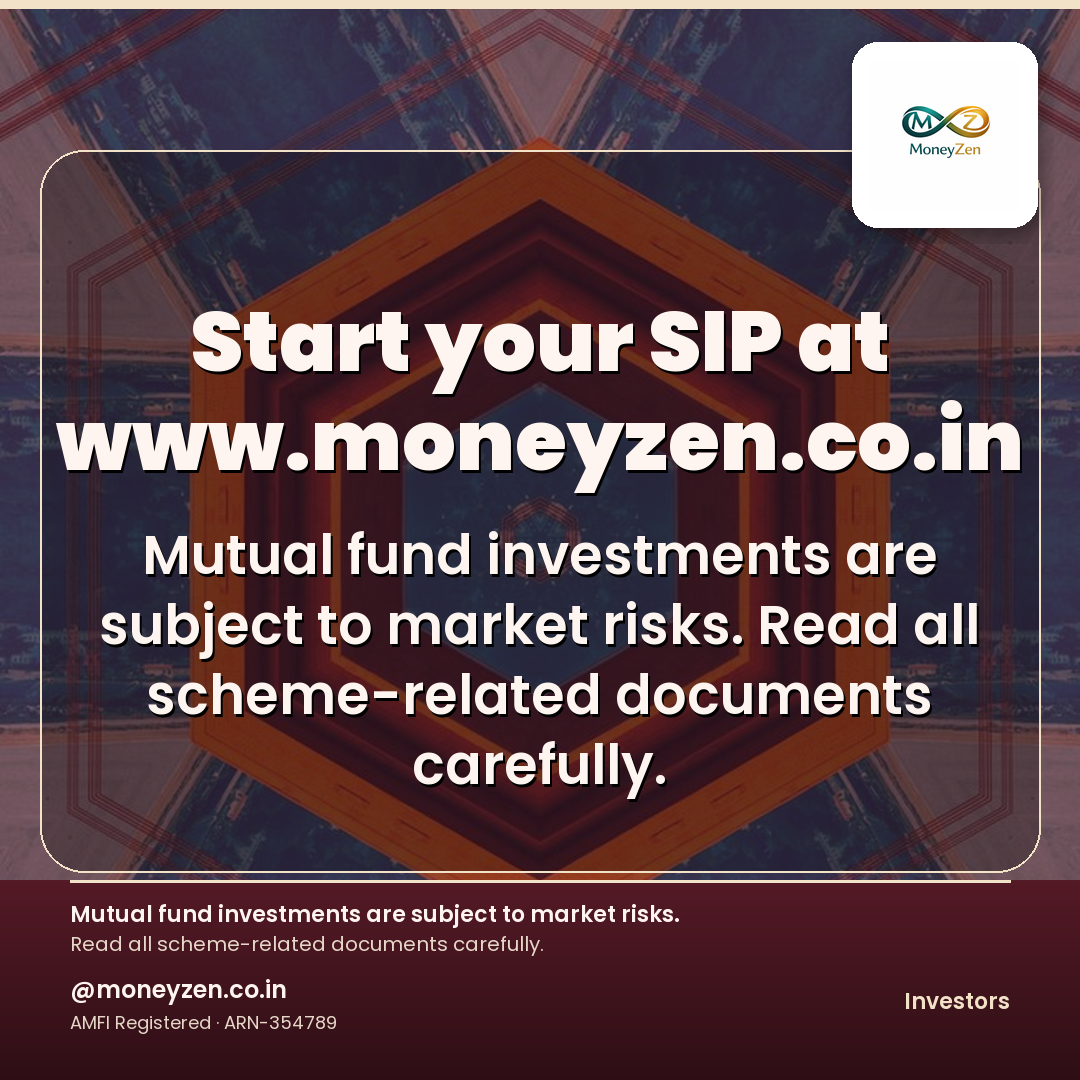 M Z
MoneyZen
Start your SIP at
www.moneyzen.co.in
Mutual fund investments are
subject to market risks. Read all
scheme-related documents
carefully.
Mutual fund investments are subject to market risks.
Read all scheme-related documents carefully.
@moneyzen.co.in
Investors
AMFI Registered · ARN-354789